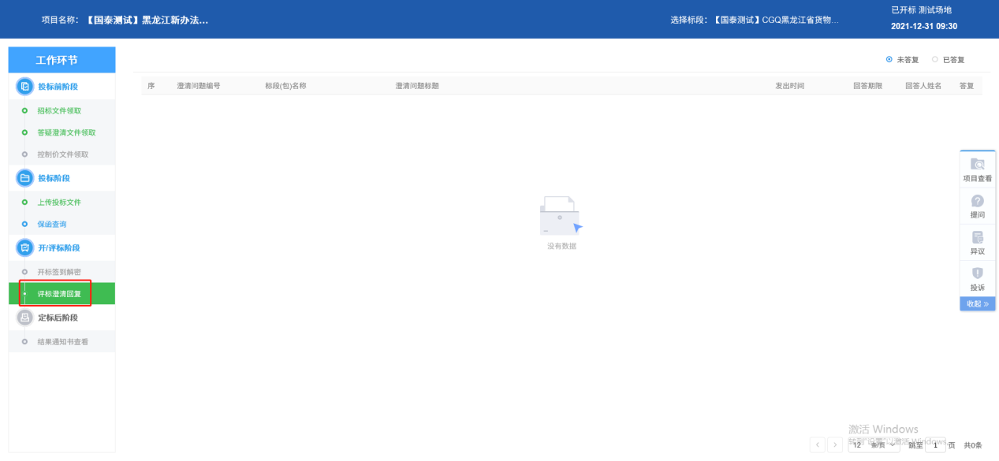 项目名称：【国泰测试】黑龙江新办法...
选择标段：【国泰测试】CGQ黑龙江省货物...
已开标 测试场地
2021-12-31 09:30
工作环节
未答复 已答复
投标前阶段
序 澄清问题编号 标段(包)名称 澄清问题标题 发出时间 回答期限 回答人姓名 答复
招标文件领取
答疑澄清文件领取
控制价文件领取
投标阶段
上传投标文件
保函查询
开/评标阶段
开标签到解密
评标澄清回复
定标后阶段
结果通知书查看
没有数据
项目查看
提问
异议
投诉
收起 »
激活 Windows
转到"设置"以激活 Windows。
12 条/页 跳至 1 页 共0条